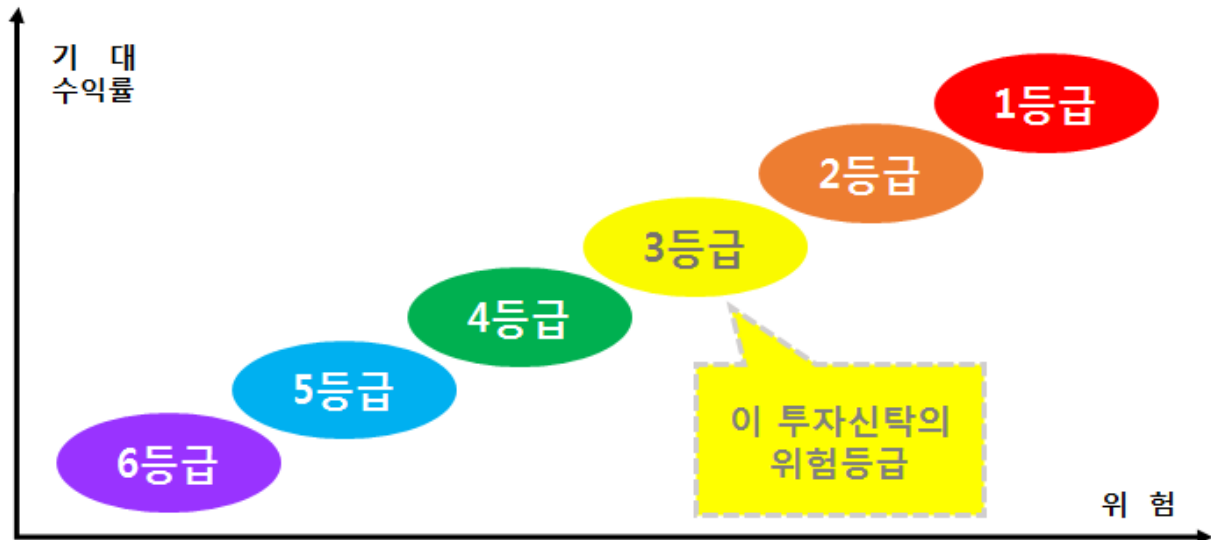 기 대
수익률
1등급
2등급
3등급
4등급
5등급
6등급
이 투자신탁의
위험등급
위 험